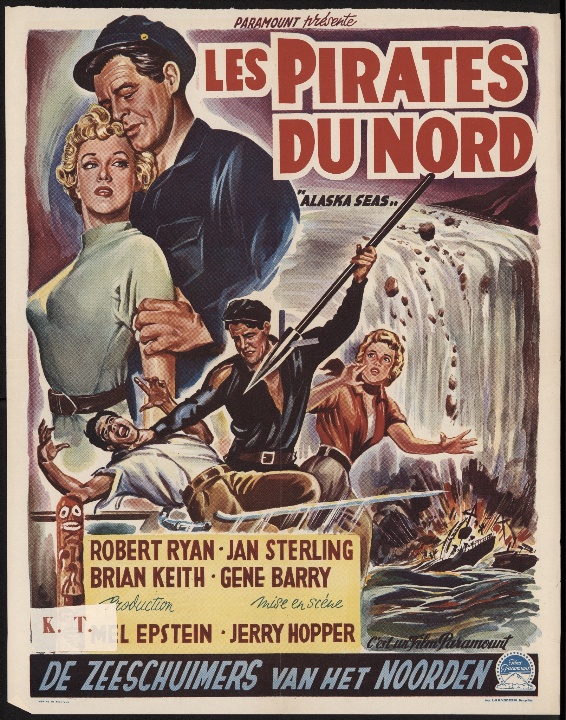 PARAMOUNT présente
LES PIRATES
DU NORD
"ALASKA SEAS"
ROBERT RYAN · JAN STERLING
BRIAN KEITH · GENE BARRY
Production mise en scène
K. T.
MEL EPSTEIN · JERRY HOPPER
C'est un film Paramount
DE ZEESCHUIMERS VAN HET NOORDEN